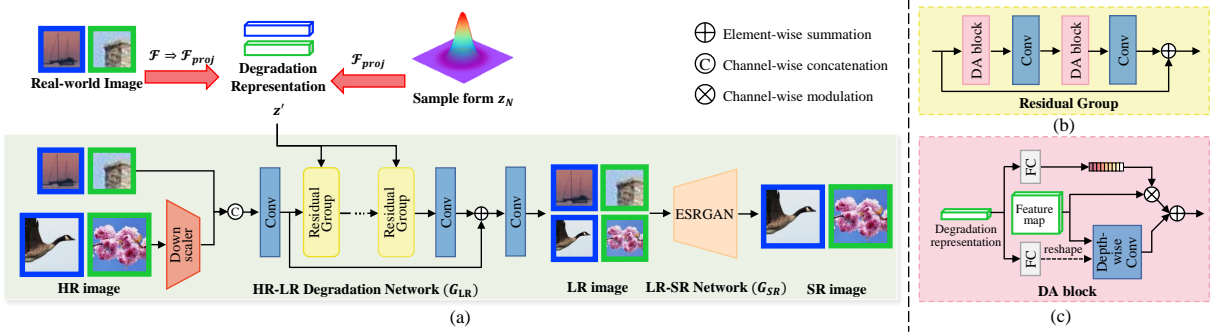 Real-world Image
ℱ ⇒ ℱ_proj
Degradation
Representation
ℱ_proj
Sample form z_N
z'
Element-wise summation
C
Channel-wise concatenation
Channel-wise modulation
HR image
Down
scaler
C
Conv
Residual
Group
...
Residual
Group
Conv
Conv
HR-LR Degradation Network (G_LR)
LR image
ESRGAN
LR-SR Network (G_SR)
SR image
(a)
DA block
Conv
DA block
Conv
Residual Group
(b)
Degradation
representation
FC
Feature
map
FC
reshape
Depth-
wise
Conv
DA block
(c)